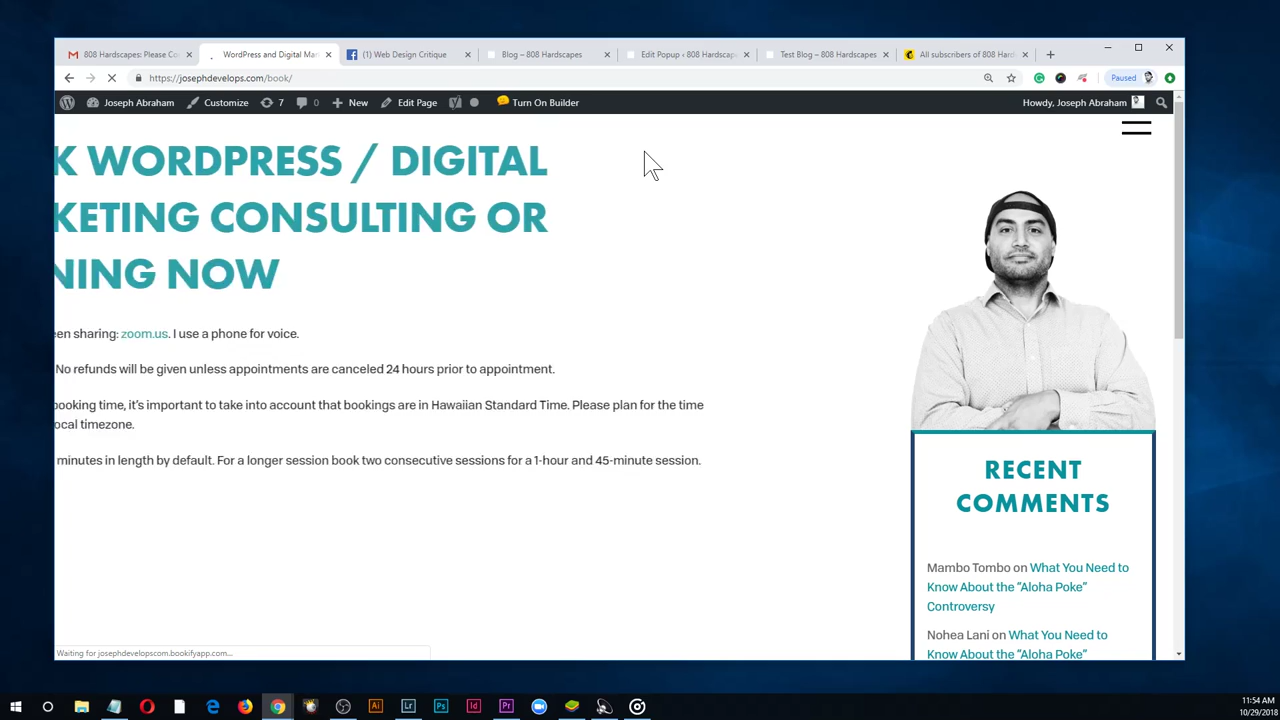 808 Hardscapes: Please Co
WordPress and Digital Mar
(1) Web Design Critique
Blog – 808 Hardscapes
Edit Popup ‹ 808 Hardscape
Test Blog – 808 Hardscapes
All subscribers of 808 Hard
https://josephdevelops.com/book/
Paused
Joseph Abraham
Customize
7
0
New
Edit Page
Turn On Builder
Howdy, Joseph Abraham
K WORDPRESS / DIGITAL
KETING CONSULTING OR
NING NOW
een sharing: zoom.us. I use a phone for voice.
No refunds will be given unless appointments are canceled 24 hours prior to appointment.
booking time, it's important to take into account that bookings are in Hawaiian Standard Time. Please plan for the time
ocal timezone.
minutes in length by default. For a longer session book two consecutive sessions for a 1-hour and 45-minute session.
RECENT
COMMENTS
Mambo Tombo on What You Need to
Know About the “Aloha Poke”
Controversy
Nohea Lani on What You Need to
Know About the “Aloha Poke”
Waiting for josephdevelopscom.bookifyapp.com...
Ai
Lr
Ps
Id
Pr
11:54 AM
10/29/2018